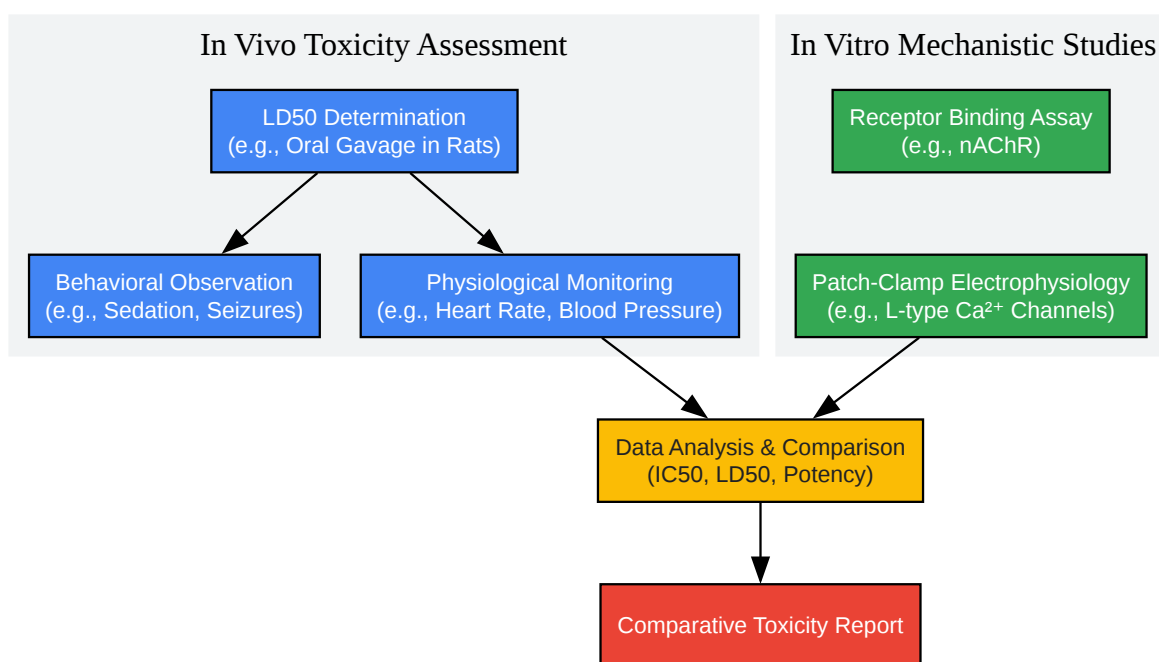 In Vivo Toxicity Assessment
In Vitro Mechanistic Studies
LD50 Determination
(e.g., Oral Gavage in Rats)
Receptor Binding Assay
(e.g., nAChR)
Behavioral Observation
(e.g., Sedation, Seizures)
Physiological Monitoring
(e.g., Heart Rate, Blood Pressure)
Patch-Clamp Electrophysiology
(e.g., L-type Ca²⁺ Channels)
Data Analysis & Comparison
(IC50, LD50, Potency)
Comparative Toxicity Report